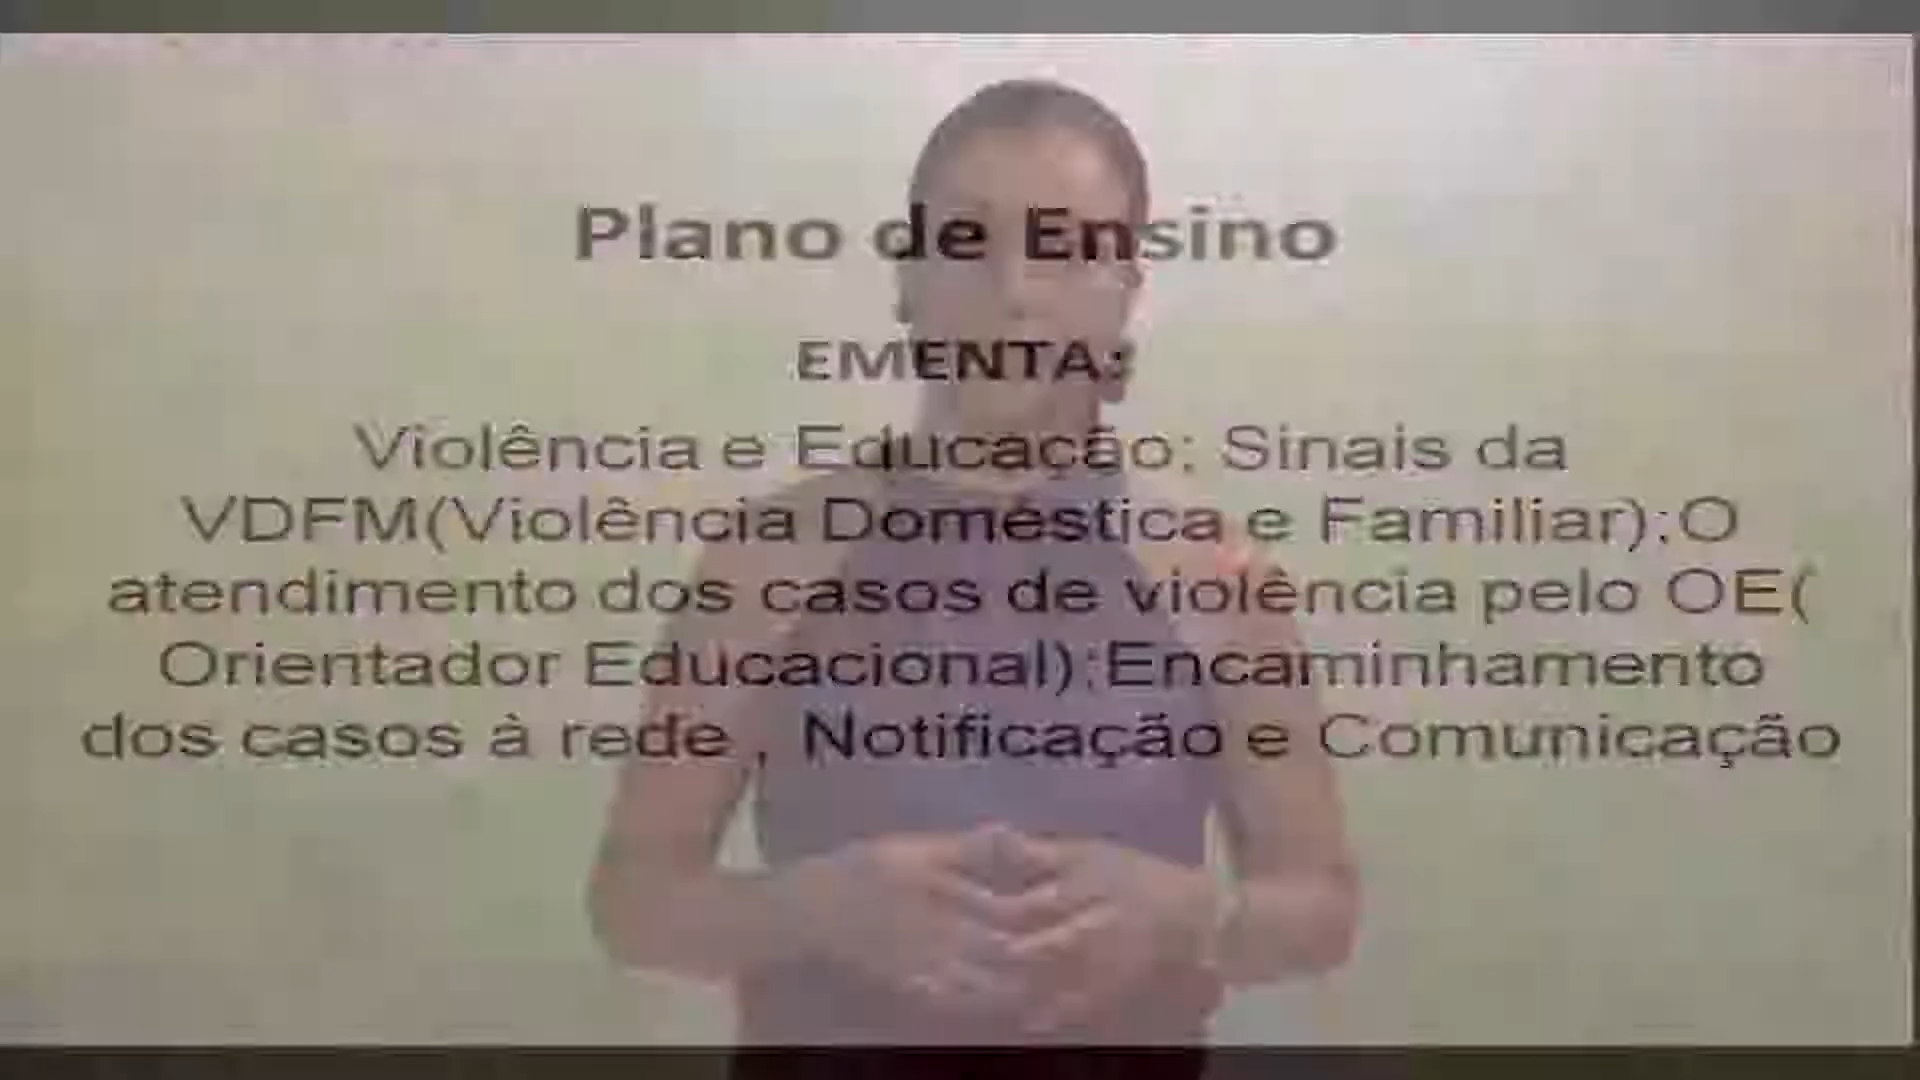 Plano de Ensino
EMENTA:
Violência e Educação; Sinais da
VDFM(Violência Doméstica e Familiar);O
atendimento dos casos de violência pelo OE(
Orientador Educacional);Encaminhamento
dos casos à rede , Notificação e Comunicação